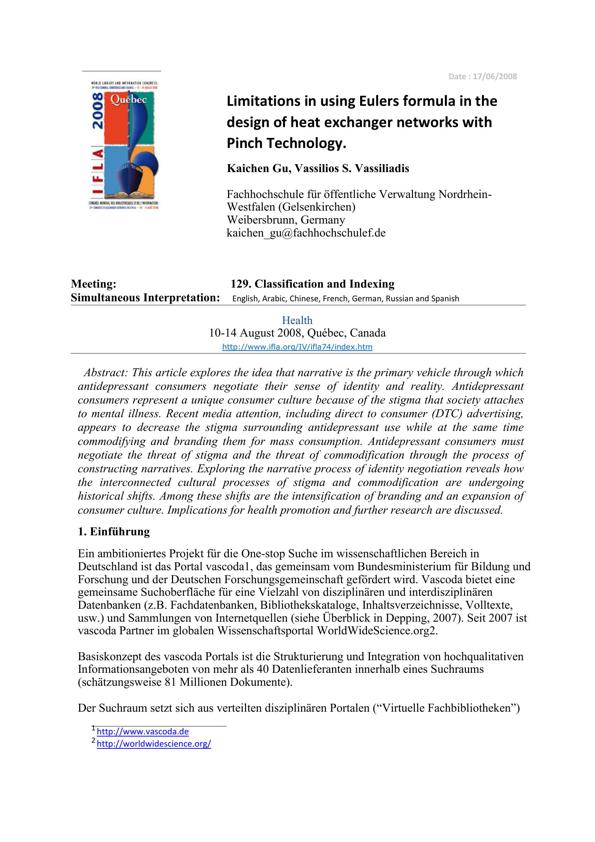 Date : 17/06/2008
2008
Québec
IFLA
Limitations in using Eulers formula in the
design of heat exchanger networks with
Pinch Technology.
Kaichen Gu, Vassilios S. Vassiliadis
Fachhochschule für öffentliche Verwaltung Nordrhein-
Westfalen (Gelsenkirchen)
Weibersbrunn, Germany
kaichen_gu@fachhochschulef.de
Meeting: 129. Classification and Indexing
Simultaneous Interpretation: English, Arabic, Chinese, French, German, Russian and Spanish
Health
10-14 August 2008, Québec, Canada
http://www.ifla.org/IV/ifla74/index.htm
Abstract: This article explores the idea that narrative is the primary vehicle through which
antidepressant consumers negotiate their sense of identity and reality. Antidepressant
consumers represent a unique consumer culture because of the stigma that society attaches
to mental illness. Recent media attention, including direct to consumer (DTC) advertising,
appears to decrease the stigma surrounding antidepressant use while at the same time
commodifying and branding them for mass consumption. Antidepressant consumers must
negotiate the threat of stigma and the threat of commodification through the process of
constructing narratives. Exploring the narrative process of identity negotiation reveals how
the interconnected cultural processes of stigma and commodification are undergoing
historical shifts. Among these shifts are the intensification of branding and an expansion of
consumer culture. Implications for health promotion and further research are discussed.
1. Einführung
Ein ambitioniertes Projekt für die One-stop Suche im wissenschaftlichen Bereich in
Deutschland ist das Portal vascoda1, das gemeinsam vom Bundesministerium für Bildung und
Forschung und der Deutschen Forschungsgemeinschaft gefördert wird. Vascoda bietet eine
gemeinsame Suchoberfläche für eine Vielzahl von disziplinären und interdisziplinären
Datenbanken (z.B. Fachdatenbanken, Bibliothekskataloge, Inhaltsverzeichnisse, Volltexte,
usw.) und Sammlungen von Internetquellen (siehe Überblick in Depping, 2007). Seit 2007 ist
vascoda Partner im globalen Wissenschaftsportal WorldWideScience.org2.
Basiskonzept des vascoda Portals ist die Strukturierung und Integration von hochqualitativen
Informationsangeboten von mehr als 40 Datenlieferanten innerhalb eines Suchraums
(schätzungsweise 81 Millionen Dokumente).
Der Suchraum setzt sich aus verteilten disziplinären Portalen (“Virtuelle Fachbibliotheken”)
1 http://www.vascoda.de
2 http://worldwidescience.org/